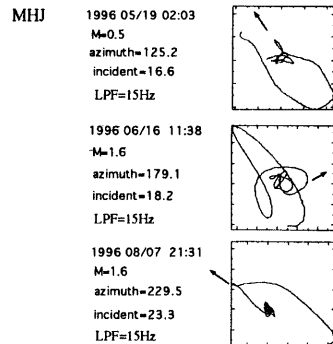 MHJ
1996 05/19 02:03
M=0.5
azimuth=125.2
incident=16.6
LPF=15Hz
1996 06/16 11:38
M=1.6
azimuth=179.1
incident=18.2
LPF=15Hz
1996 08/07 21:31
M=1.6
azimuth=229.5
incident=23.3
LPF=15Hz